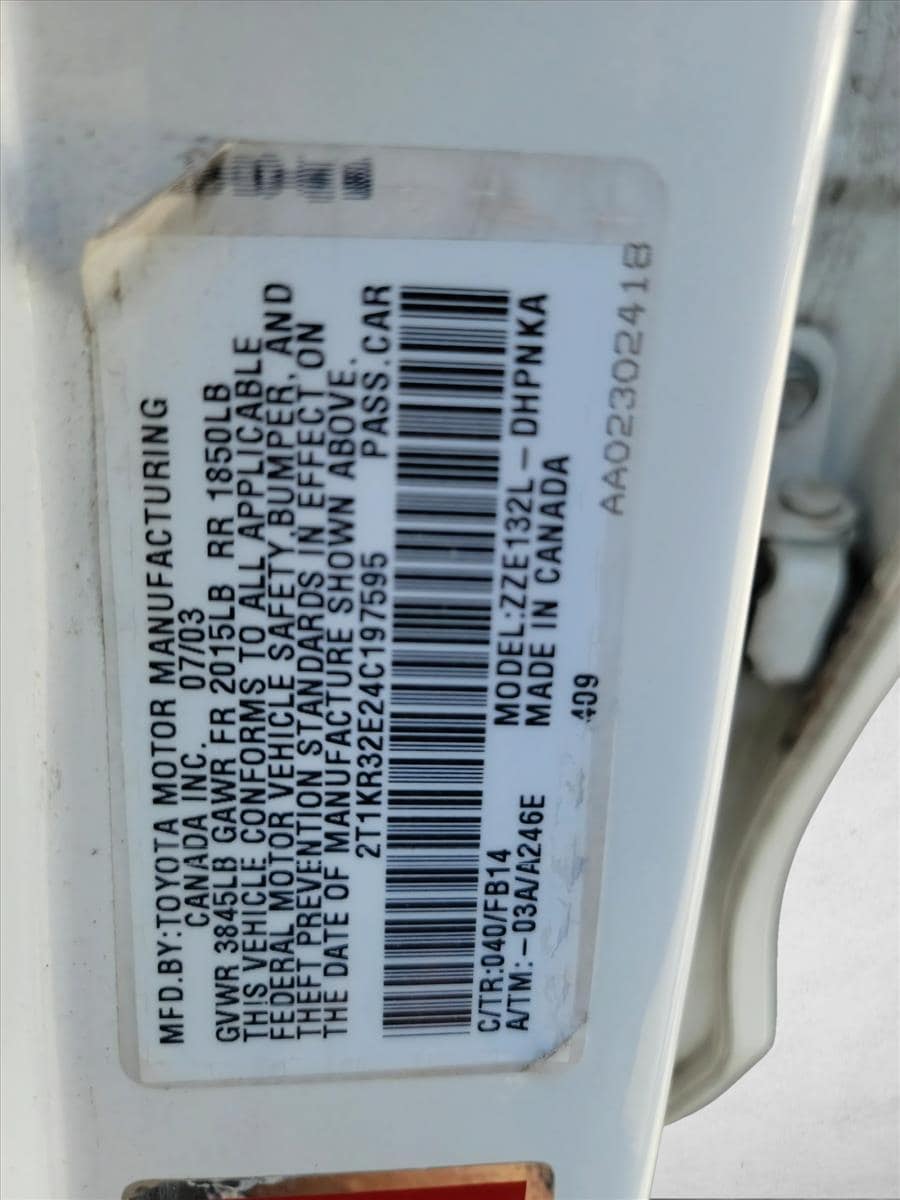 MFD.BY:TOYOTA MOTOR MANUFACTURING
CANADA INC. 07/03
GVWR 3845LB GAWR FR 2015LB RR 1850LB
THIS VEHICLE CONFORMS TO ALL APPLICABLE
FEDERAL MOTOR VEHICLE SAFETY,BUMPER, AND
THEFT PREVENTION STANDARDS IN EFFECT ON
THE DATE OF MANUFACTURE SHOWN ABOVE.
2T1KR32E24C197595 PASS.CAR
C/TR:040/FB14 MODEL:ZZE132L-DHPNKA
A/TM:-03A/A246E MADE IN CANADA
409
AA0230241B